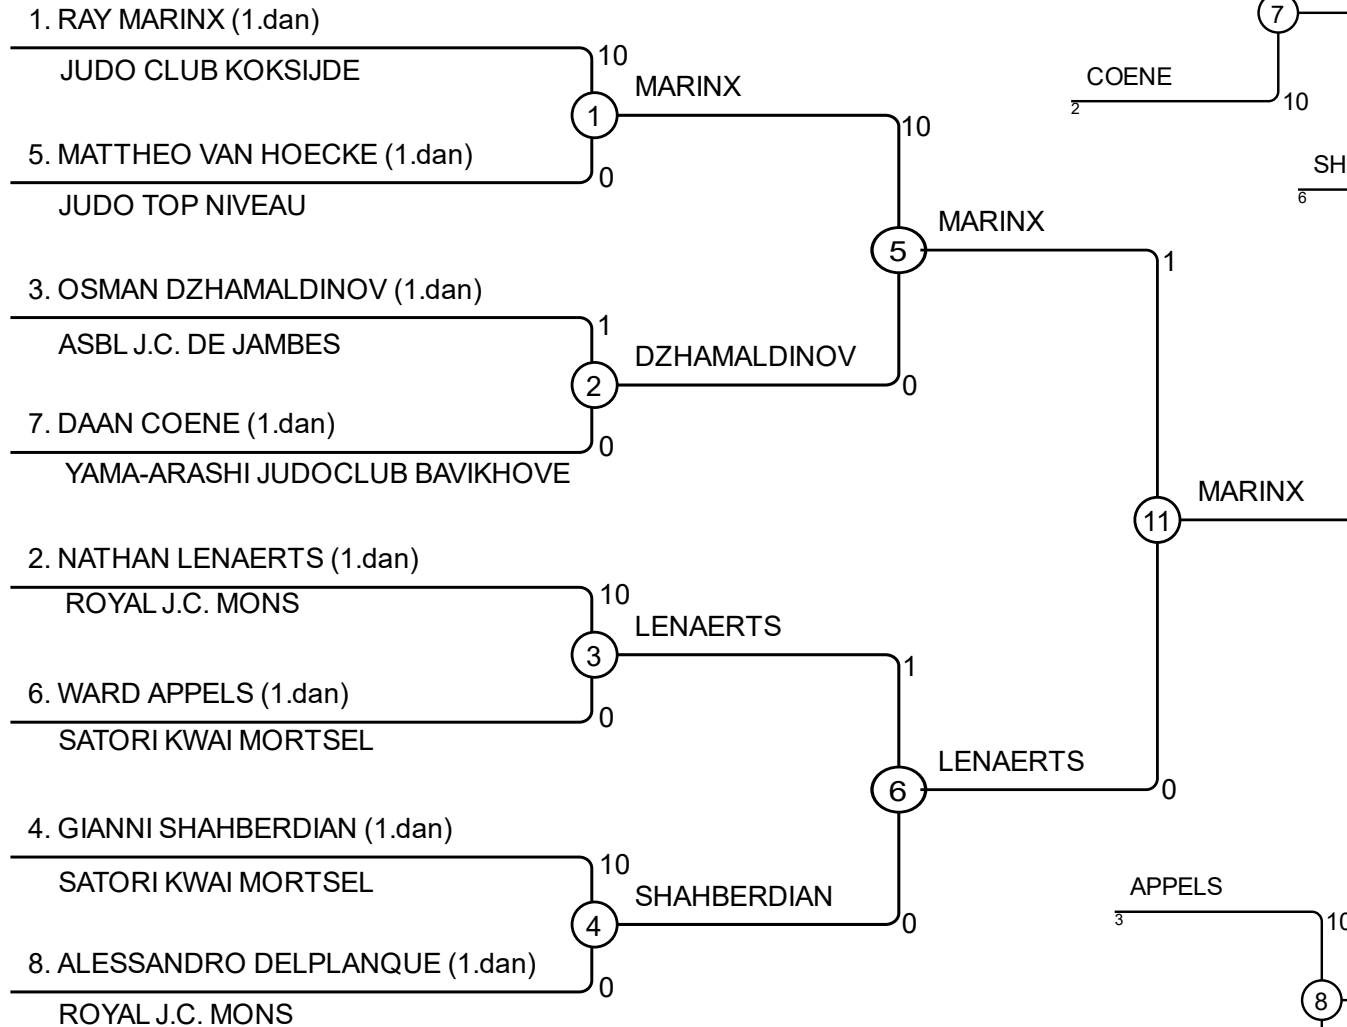 1. RAY MARINX (1.dan)
JUDO CLUB KOKSIJDE
10
1
MARINX
5. MATTHEO VAN HOECKE (1.dan)
0
JUDO TOP NIVEAU
10
5
MARINX
3. OSMAN DZHAMALDINOV (1.dan)
ASBL J.C. DE JAMBES
1
2
DZHAMALDINOV
0
7. DAAN COENE (1.dan)
0
YAMA-ARASHI JUDOCLUB BAVIKHOVE
1
11
MARINX
2. NATHAN LENAERTS (1.dan)
ROYAL J.C. MONS
10
3
LENAERTS
6. WARD APPELS (1.dan)
0
SATORI KWAI MORTSEL
1
6
LENAERTS
0
4. GIANNI SHAHBERDIAN (1.dan)
SATORI KWAI MORTSEL
10
4
SHAHBERDIAN
0
8. ALESSANDRO DELPLANQUE (1.dan)
0
ROYAL J.C. MONS
7
COENE
2
10
SH
6
APPELS
3
10
8